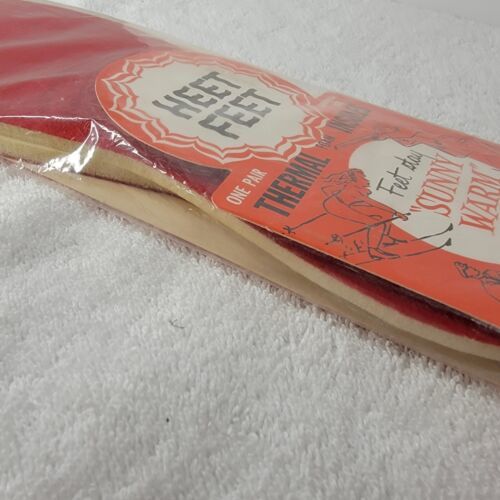 HEET
FEET
ONE PAIR
THERMAL
Feet stay
SUNNY
WARM